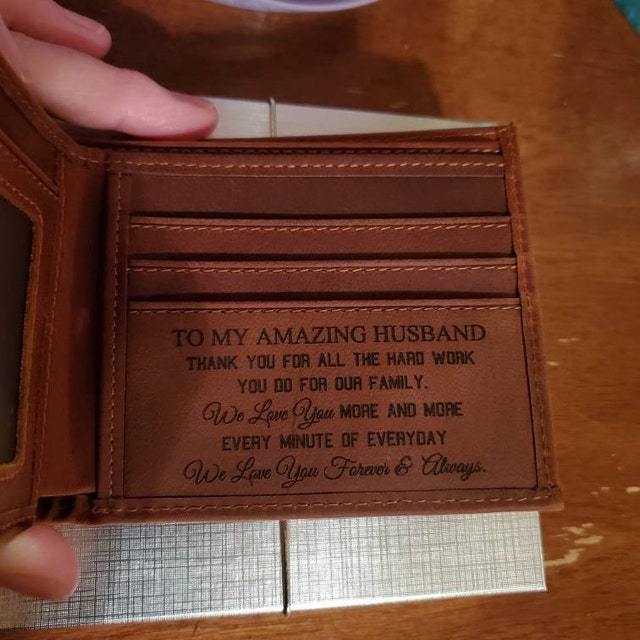 TO MY AMAZING HUSBAND
THANK YOU FOR ALL THE HARD WORK
YOU DO FOR OUR FAMILY.
We Love You MORE AND MORE
EVERY MINUTE OF EVERYDAY
We Love You Forever & Always.